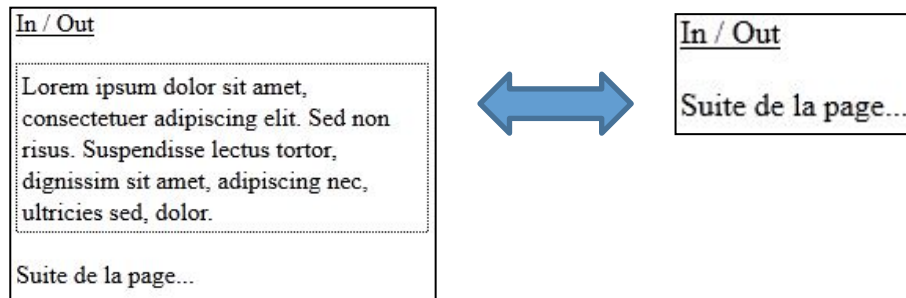 In / Out
Lorem ipsum dolor sit amet,
consectetuer adipiscing elit. Sed non
risus. Suspendisse lectus tortor,
dignissim sit amet, adipiscing nec,
ultricies sed, dolor.
Suite de la page...
In / Out
Suite de la page...